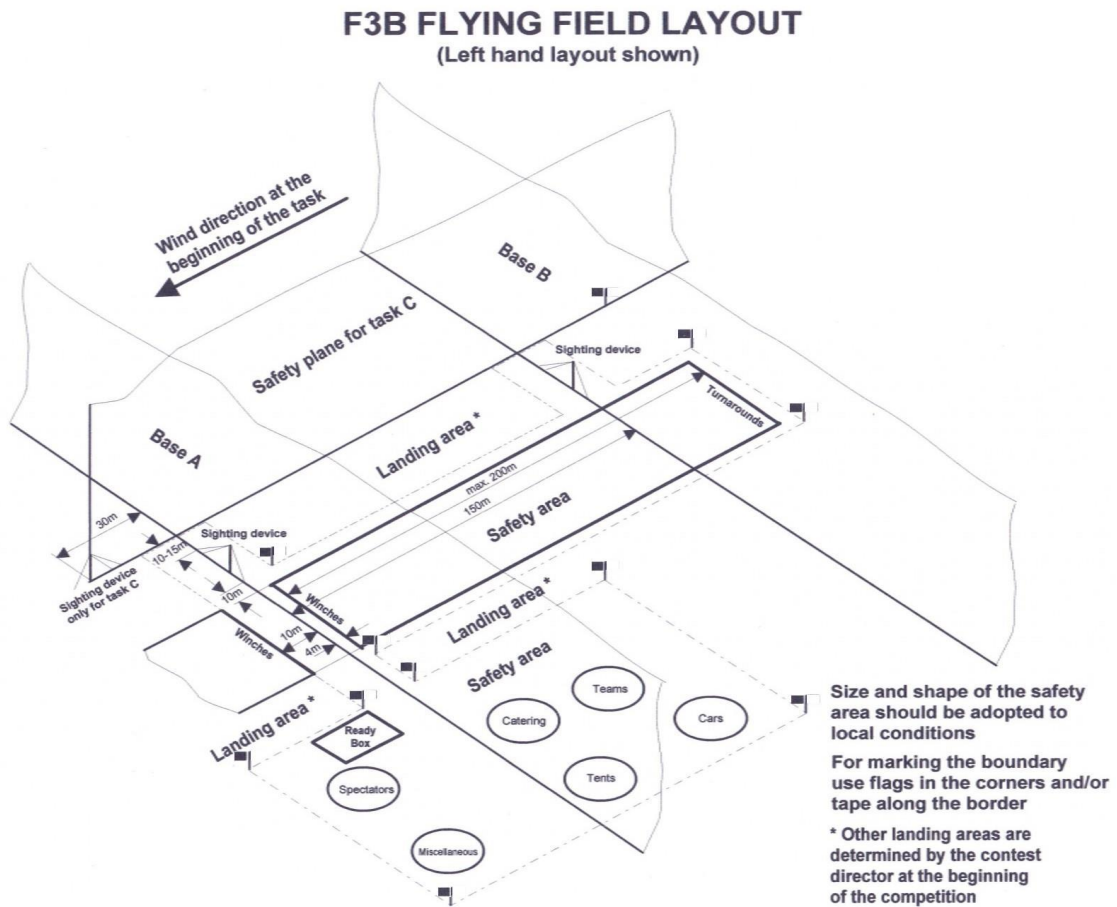 F3B FLYING FIELD LAYOUT
(Left hand layout shown)
Wind direction at the
beginning of the task
Base B
Safety plane for task C
Sighting device
Turnarounds
Base A
Landing area *
max. 200m
150m
Safety area
30m
10-15m
Sighting device
Sighting device
only for task C
10m
Winches
Winches
10m
4m
Landing area *
Safety area
Landing area *
Ready
Box
Teams
Catering
Cars
Tents
Spectators
Miscellaneous
Size and shape of the safety
area should be adopted to
local conditions
For marking the boundary
use flags in the corners and/or
tape along the border
* Other landing areas are
determined by the contest
director at the beginning
of the competition